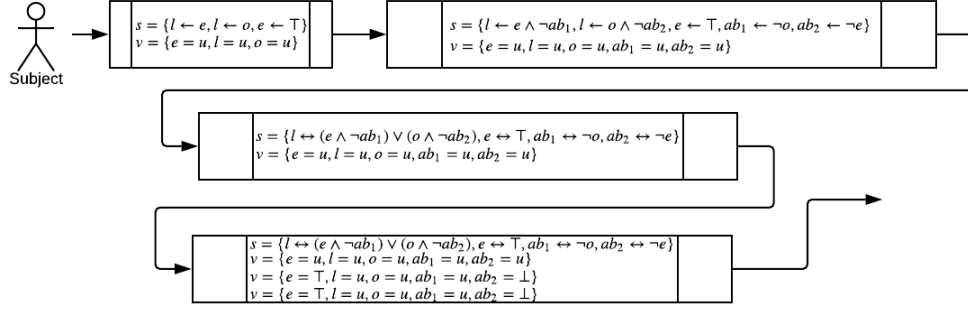 s = {l ← e, l ← o, e ← ⊤}
v = {e = u, l = u, o = u}
s = {l ← e ∧ ¬ab₁, l ← o ∧ ¬ab₂, e ← ⊤, ab₁ ← ¬o, ab₂ ← ¬e}
v = {e = u, l = u, o = u, ab₁ = u, ab₂ = u}
Subject
s = {l ↔ (e ∧ ¬ab₁) ∨ (o ∧ ¬ab₂), e ↔ ⊤, ab₁ ↔ ¬o, ab₂ ↔ ¬e}
v = {e = u, l = u, o = u, ab₁ = u, ab₂ = u}
s = {l ↔ (e ∧ ¬ab₁) ∨ (o ∧ ¬ab₂), e ↔ ⊤, ab₁ ↔ ¬o, ab₂ ↔ ¬e}
v = {e = u, l = u, o = u, ab₁ = u, ab₂ = u}
v = {e = ⊤, l = u, o = u, ab₁ = u, ab₂ = ⊥}
v = {e = ⊤, l = u, o = u, ab₁ = u, ab₂ = ⊥}